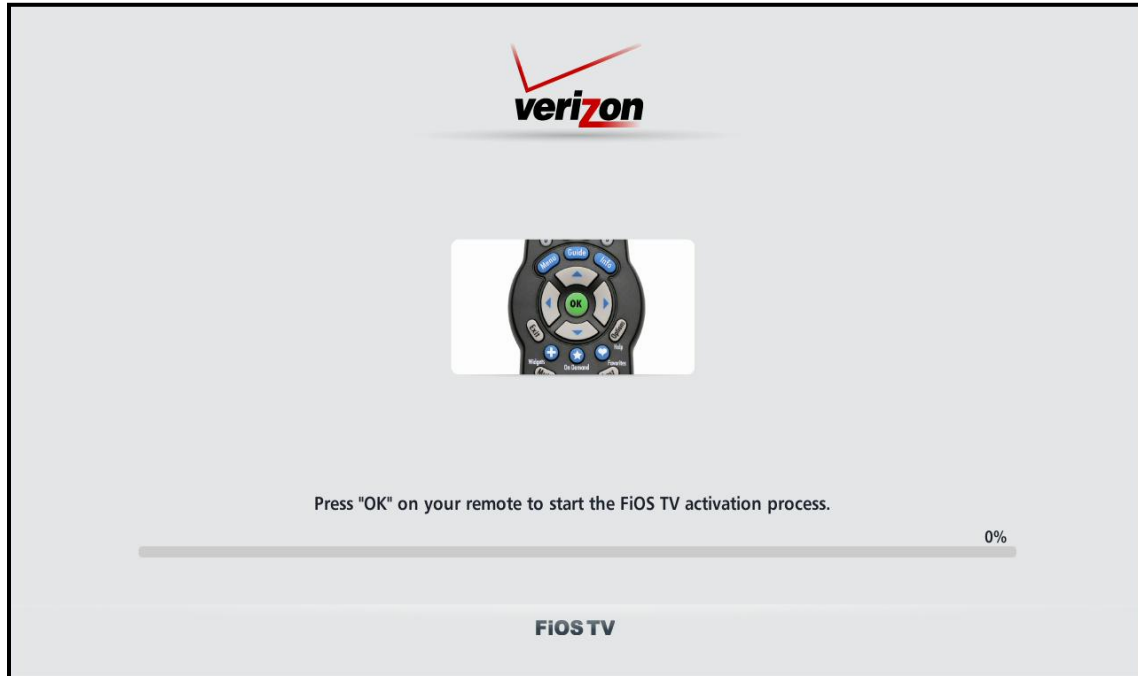 verizon
Menu Guide Info
OK
Exit Options
Help
Widgets On Demand Favorites
Press "OK" on your remote to start the FiOS TV activation process.
0%
FiOS TV